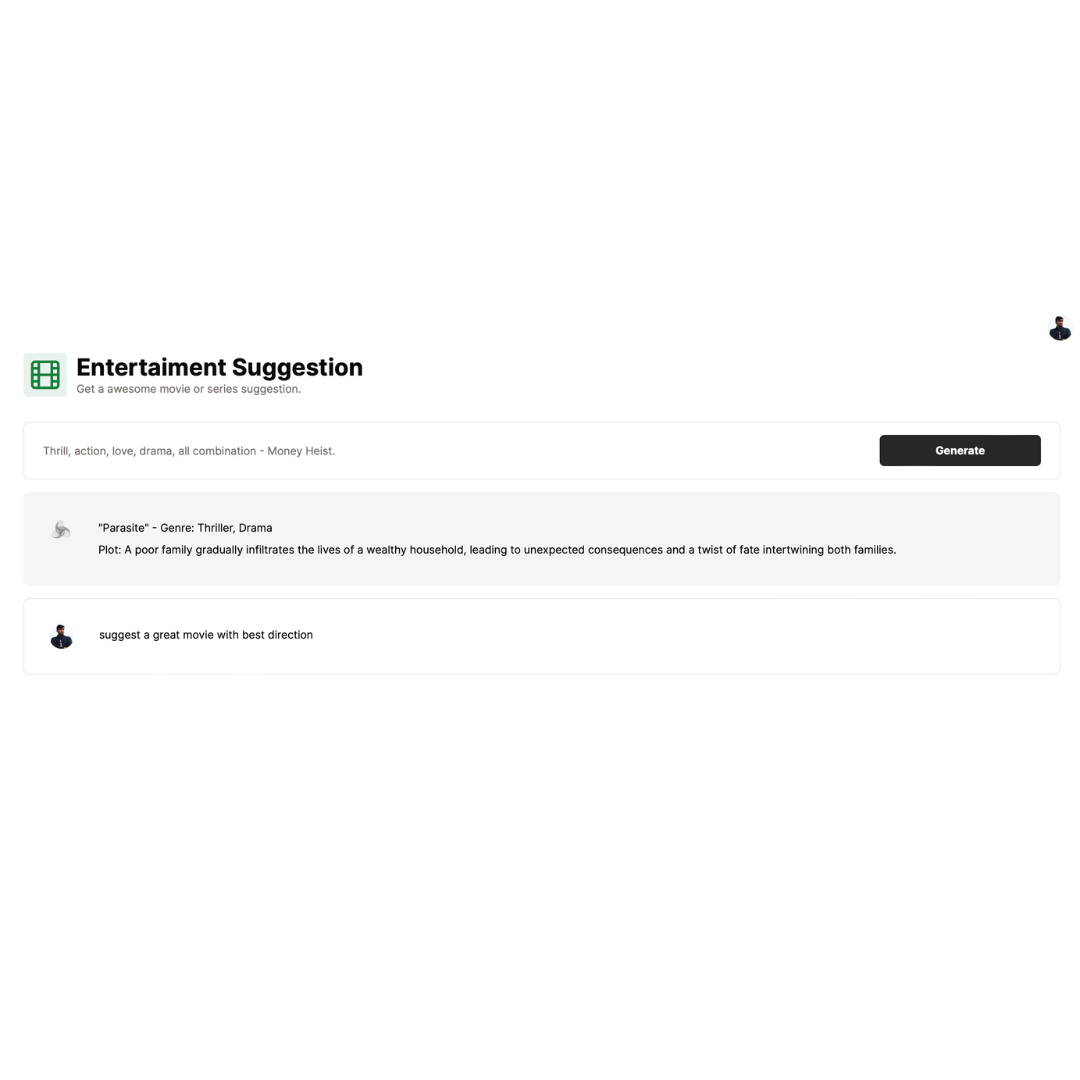 Entertaiment Suggestion
Get a awesome movie or series suggestion.
Thrill, action, love, drama, all combination - Money Heist.
Generate
"Parasite" - Genre: Thriller, Drama
Plot: A poor family gradually infiltrates the lives of a wealthy household, leading to unexpected consequences and a twist of fate intertwining both families.
suggest a great movie with best direction